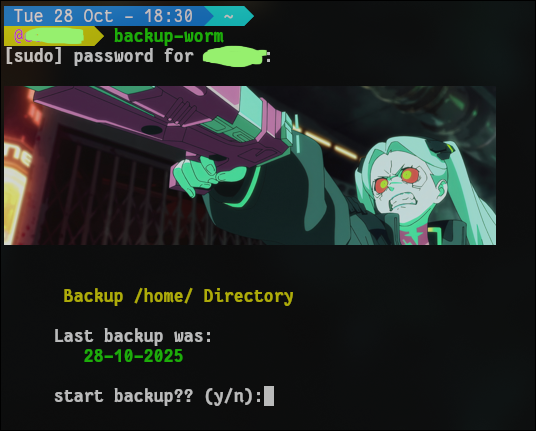 Tue 28 Oct - 18:30 ~
@ backup-worm
[sudo] password for :
Backup /home/ Directory
Last backup was:
28-10-2025
start backup?? (y/n):